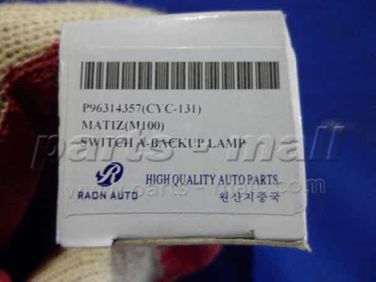 P96314357(CYC-131)
MATIZ(M100)
SWITCH A-BACKUP LAMP
parts - mall
R
RAON AUTO
HIGH QUALITY AUTO PARTS
원산지중국